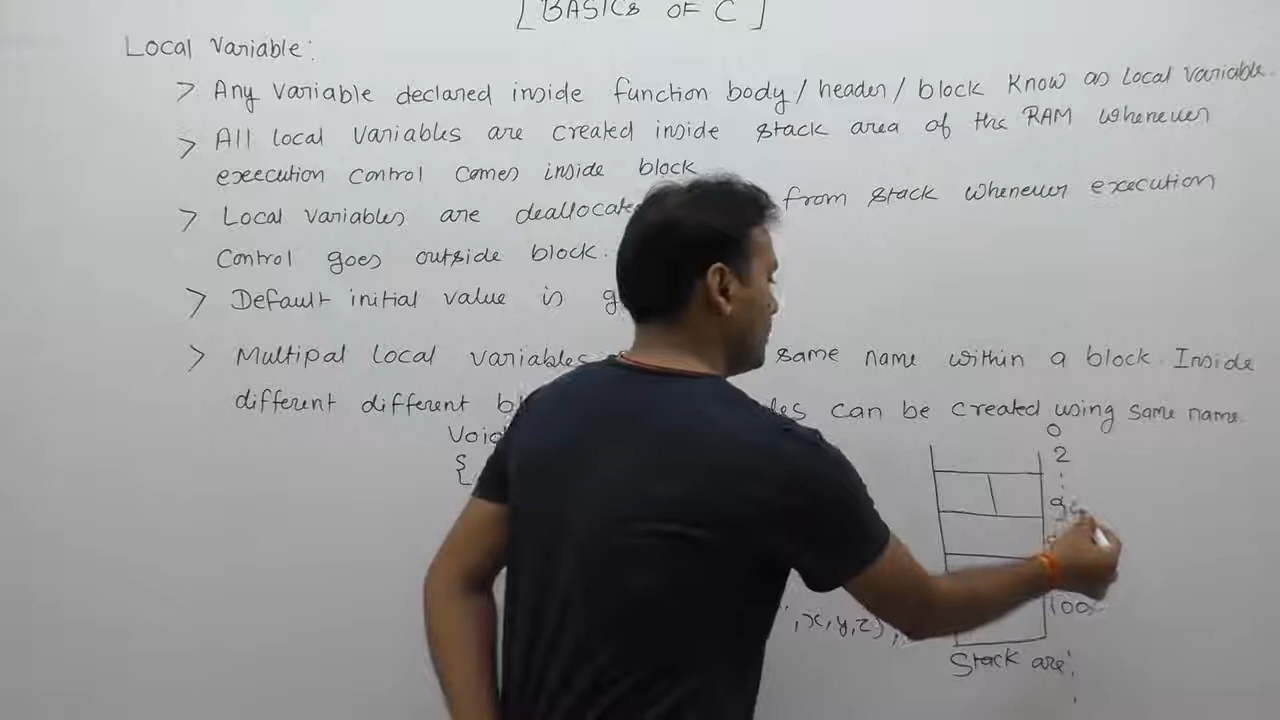 [BASICS OF C]
Local Variable:
> Any Variable declared inside function body / header / block Know as Local variable.
> All local variables are created inside stack area of the RAM whenever
exeecution control comes inside block
> Local variables are from stack whenever execution
control goes outside block.
> Default initial value is
> Multipal local variables same name within a block. Inside
different different can be created using same name.
Void
{
0
2
100
,x,y,z);
Stack are